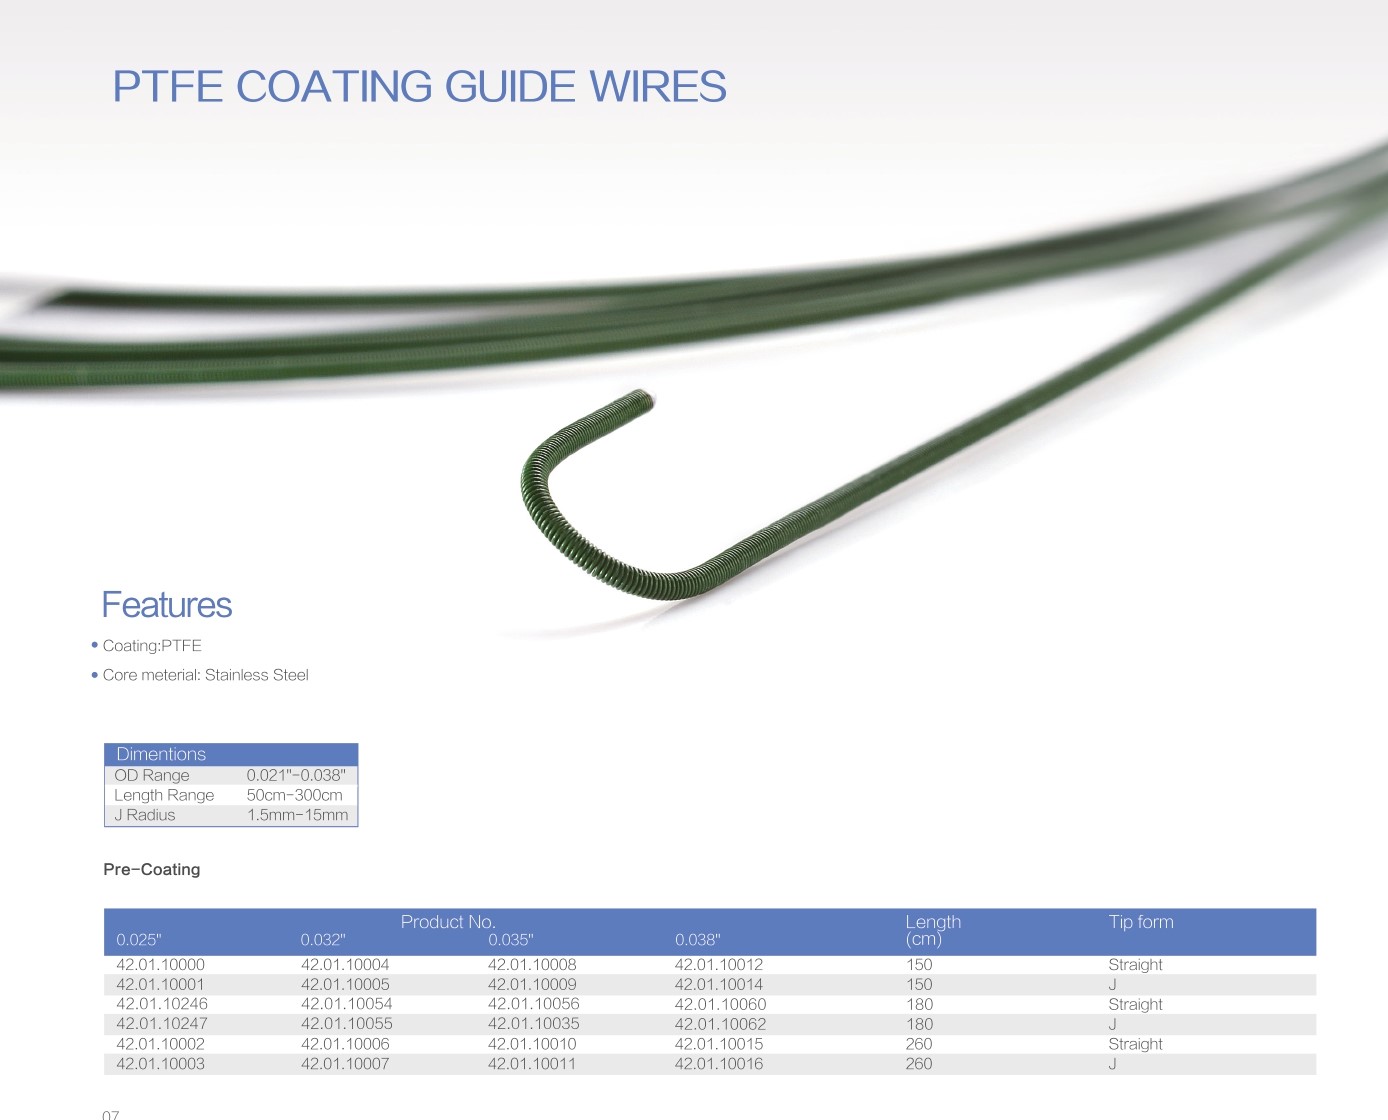 PTFE COATING GUIDE WIRES
Features
• Coating:PTFE
• Core meterial: Stainless Steel
Dimentions
OD Range 0.021"-0.038"
Length Range 50cm-300cm
J Radius 1.5mm-15mm
Pre-Coating
Product No. Length Tip form
0.025" 0.032" 0.035" 0.038" (cm)
42.01.10000 42.01.10004 42.01.10008 42.01.10012 150 Straight
42.01.10001 42.01.10005 42.01.10009 42.01.10014 150 J
42.01.10246 42.01.10054 42.01.10056 42.01.10060 180 Straight
42.01.10247 42.01.10055 42.01.10035 42.01.10062 180 J
42.01.10002 42.01.10006 42.01.10010 42.01.10015 260 Straight
42.01.10003 42.01.10007 42.01.10011 42.01.10016 260 J
07